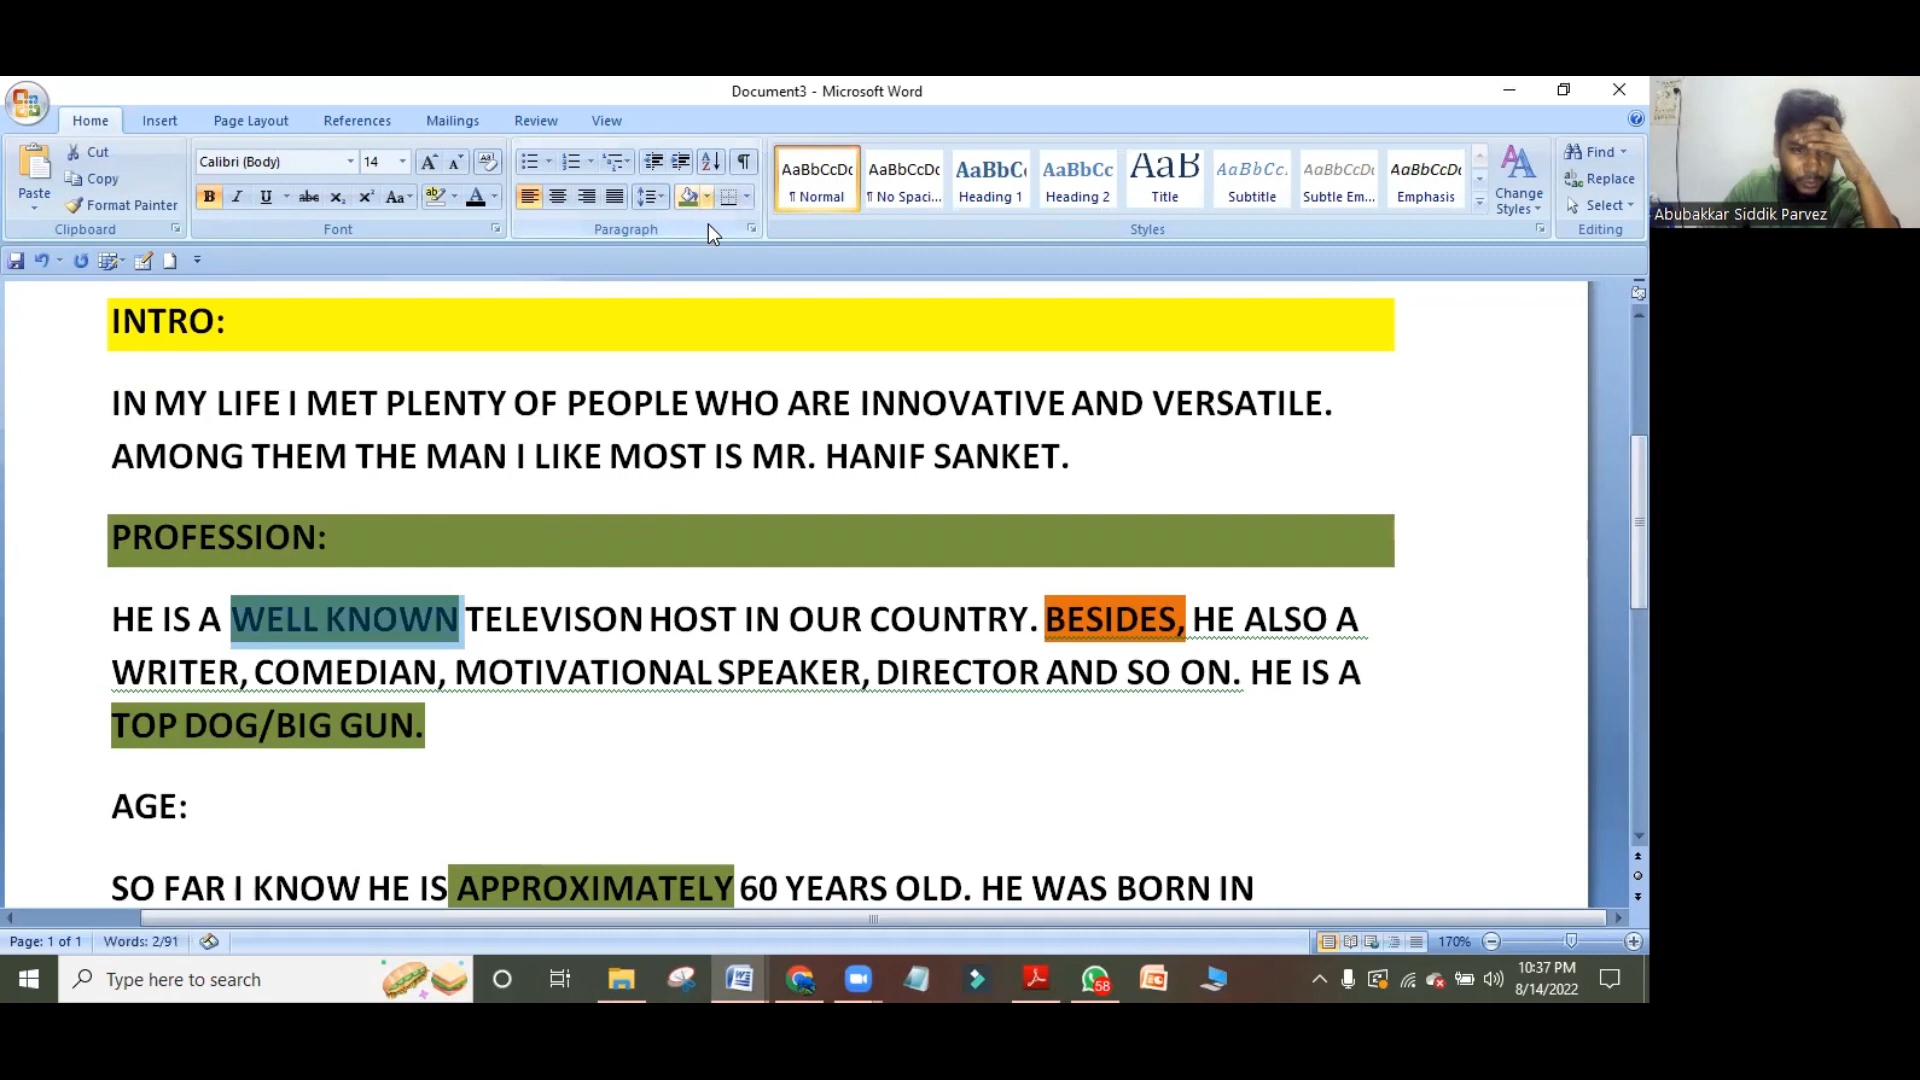 Document3 - Microsoft Word
Home Insert Page Layout References Mailings Review View
Cut
Copy
Format Painter
Paste
Clipboard
Calibri (Body) 14
Font
Paragraph
AaBbCcDc AaBbCcDc AaBbC AaBbCc AaB AaBbCc. AaBbCcDc AaBbCcDc
¶ Normal ¶ No Spaci... Heading 1 Heading 2 Title Subtitle Subtle Em... Emphasis
Change
Styles
Styles
Find
Replace
Select
Editing
Abubakkar Siddik Parvez
INTRO:
IN MY LIFE I MET PLENTY OF PEOPLE WHO ARE INNOVATIVE AND VERSATILE.
AMONG THEM THE MAN I LIKE MOST IS MR. HANIF SANKET.
PROFESSION:
HE IS A WELL KNOWN TELEVISON HOST IN OUR COUNTRY. BESIDES, HE ALSO A
WRITER, COMEDIAN, MOTIVATIONAL SPEAKER, DIRECTOR AND SO ON. HE IS A
TOP DOG/BIG GUN.
AGE:
SO FAR I KNOW HE IS APPROXIMATELY 60 YEARS OLD. HE WAS BORN IN
Page: 1 of 1 Words: 2/91 170%
Type here to search
58
10:37 PM
8/14/2022